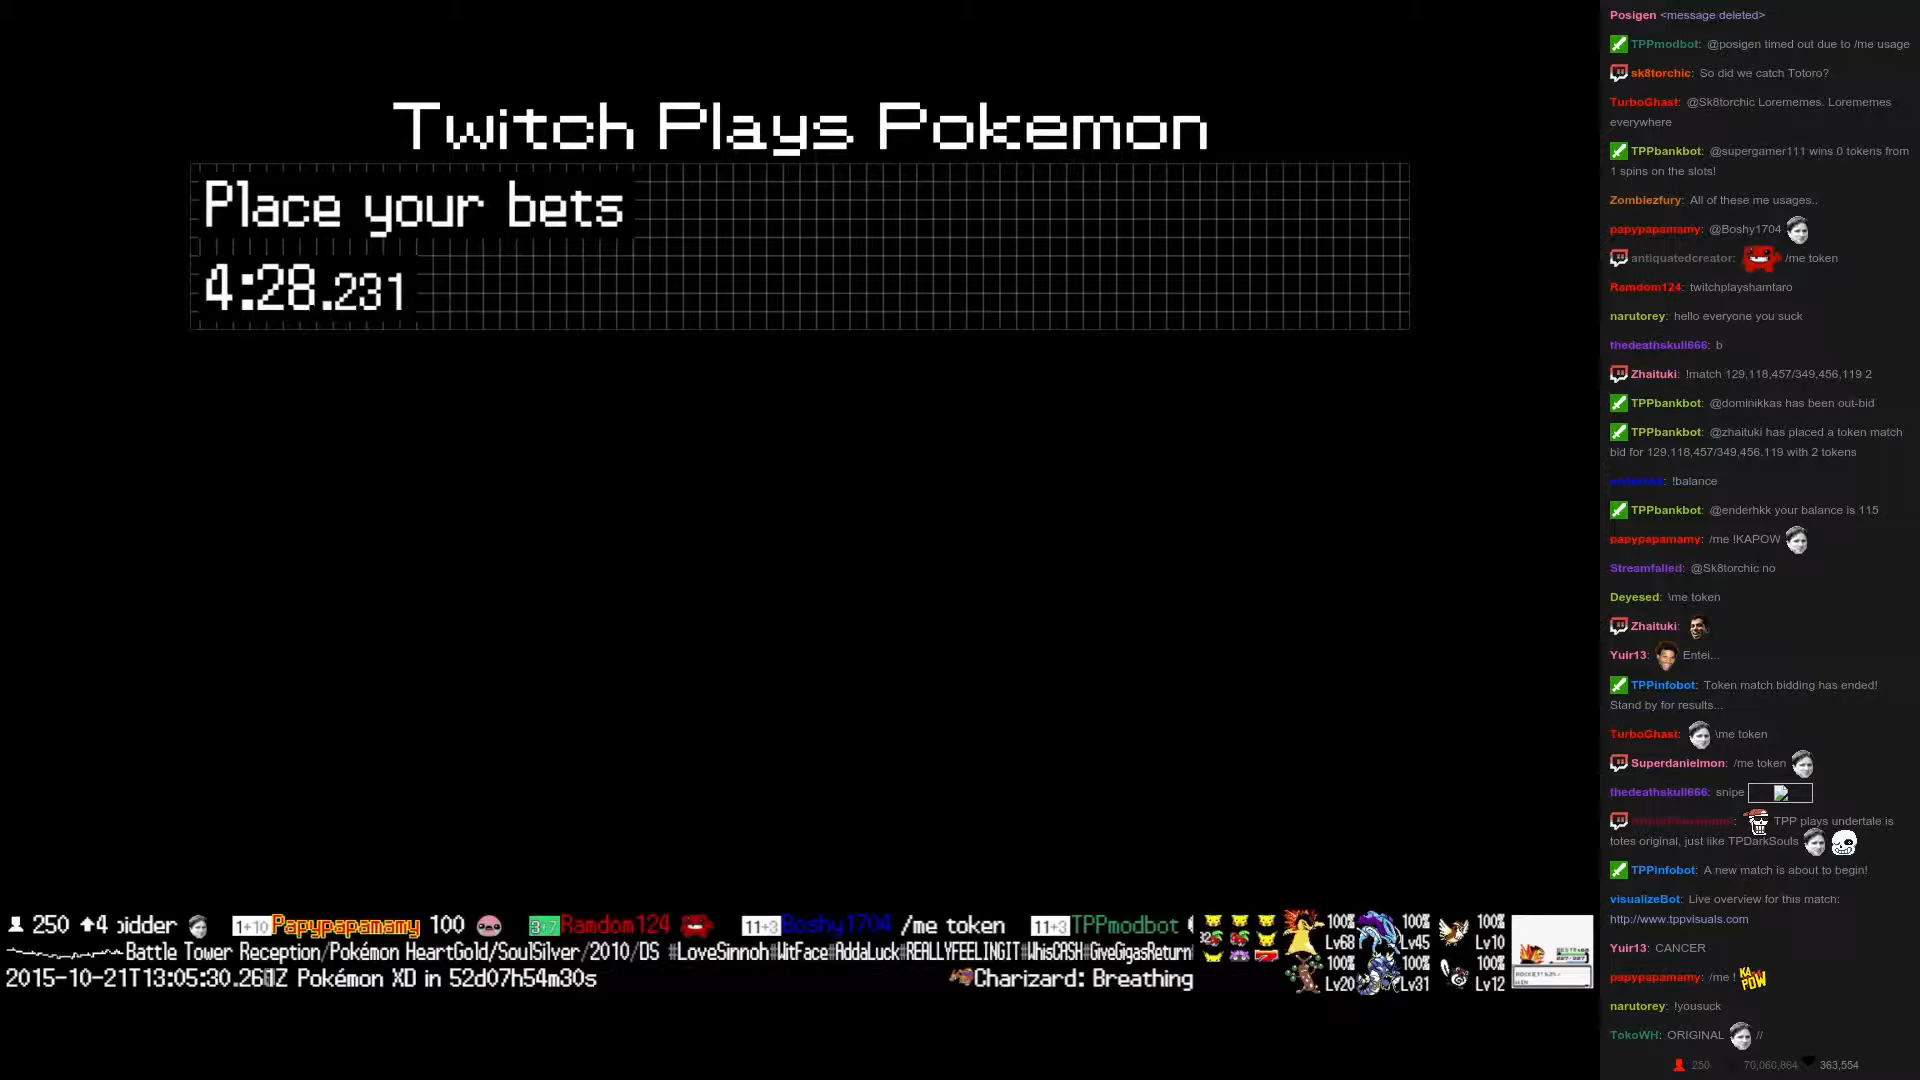 Twitch Plays Pokemon
Place your bets
4:28.231
250 4 bidder 1+10 Papypapamamy 100 3+7 Ramdom124 11+3 Boshy1704 /me token 11+3 TPPmodbot
Battle Tower Reception/Pokémon HeartGold/SoulSilver/2010/DS #LoveSinnoh#WitFace#AddaLuck#REALLYFEELINGIT#WhisCASH#GiveGigasReturn
2015-10-21T13:05:30.26 Z Pokémon XD in 52d07h54m30s
Charizard: Breathing
100% 100% 100%
Lv68 Lv45 Lv10
100% 100% 100%
Lv20 Lv31 Lv12
Posigen <message deleted>
TPPmodbot: @posigen timed out due to /me usage
sk8torchic: So did we catch Totoro?
TurboGhast: @Sk8torchic Lorememes. Lorememes
everywhere
TPPbankbot: @supergamer111 wins 0 tokens from
1 spins on the slots!
Zombiezfury: All of these me usages..
papypapamamy: @Boshy1704
antiquatedcreator: /me token
Ramdom124: twitchplayshamtaro
narutorey: hello everyone you suck
thedeathskull666: b
Zhaituki: !match 129,118,457/349,456,119 2
TPPbankbot: @dominikkas has been out-bid
TPPbankbot: @zhaituki has placed a token match
bid for 129,118,457/349,456,119 with 2 tokens
enderhkk: !balance
TPPbankbot: @enderhkk your balance is 115
papypapamamy: /me !KAPOW
Streamfalled: @Sk8torchic no
Deyesed: \me token
Zhaituki:
Yuir13: Entei...
TPPinfobot: Token match bidding has ended!
Stand by for results...
TurboGhast: \me token
Superdanielmon: /me token
thedeathskull666: snipe
: TPP plays undertale is
totes original, just like TPDarkSouls
TPPinfobot: A new match is about to begin!
visualizeBot: Live overview for this match:
http://www.tppvisuals.com
Yuir13: CANCER
papypapamamy: /me ! KA POW
narutorey: !yousuck
TokoWH: ORIGINAL //
250 70,060,864 363,554